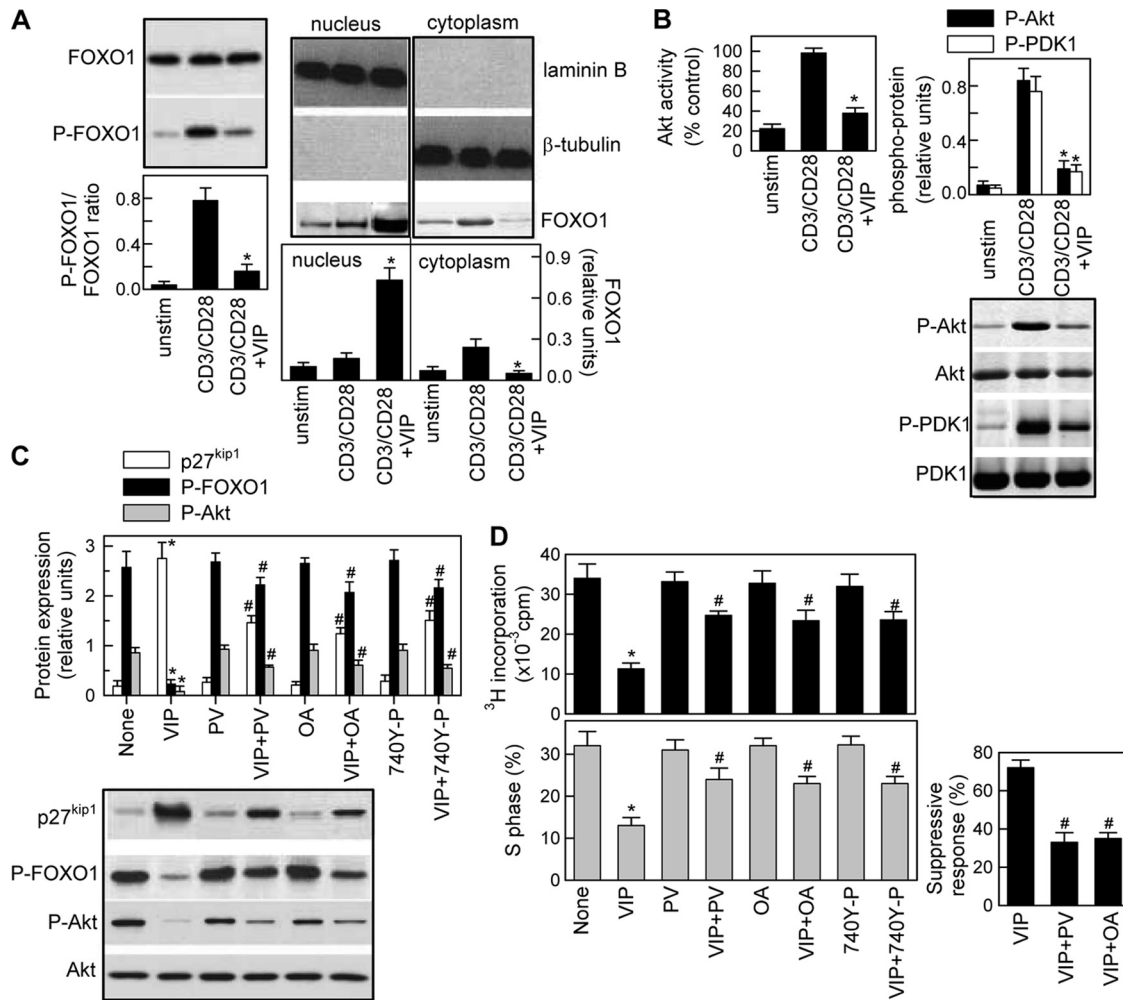 A
FOXO1
P-FOXO1
P-FOXO1/
FOXO1 ratio
0.8
0.4
0.0
*
unstim
CD3/CD28
CD3/CD28
+VIP
nucleus
cytoplasm
laminin B
β-tubulin
FOXO1
nucleus
cytoplasm
*
*
0.9
0.6
0.3
0.0
FOXO1
(relative units)
unstim
CD3/CD28
CD3/CD28
+VIP
unstim
CD3/CD28
CD3/CD28
+VIP
B
Akt activity
(% control)
100
80
60
40
20
0
*
unstim
CD3/CD28
CD3/CD28
+VIP
P-Akt
P-PDK1
phospho-protein
(relative units)
0.8
0.4
0.0
* *
unstim
CD3/CD28
CD3/CD28
+VIP
P-Akt
Akt
P-PDK1
PDK1
C
p27kip1
P-FOXO1
P-Akt
Protein expression
(relative units)
3
2
1
0
* * *
# # #
# # #
# # #
None
VIP
PV
VIP+PV
OA
VIP+OA
740Y-P
VIP+740Y-P
p27kip1
P-FOXO1
P-Akt
Akt
D
3H incorporation
(x10-3cpm)
40
30
20
10
0
*
#
#
#
S phase (%)
30
20
10
0
*
#
#
#
None
VIP
PV
VIP+PV
OA
VIP+OA
740Y-P
VIP+740Y-P
Suppressive
response (%)
80
60
40
20
0
#
#
VIP
VIP+PV
VIP+OA